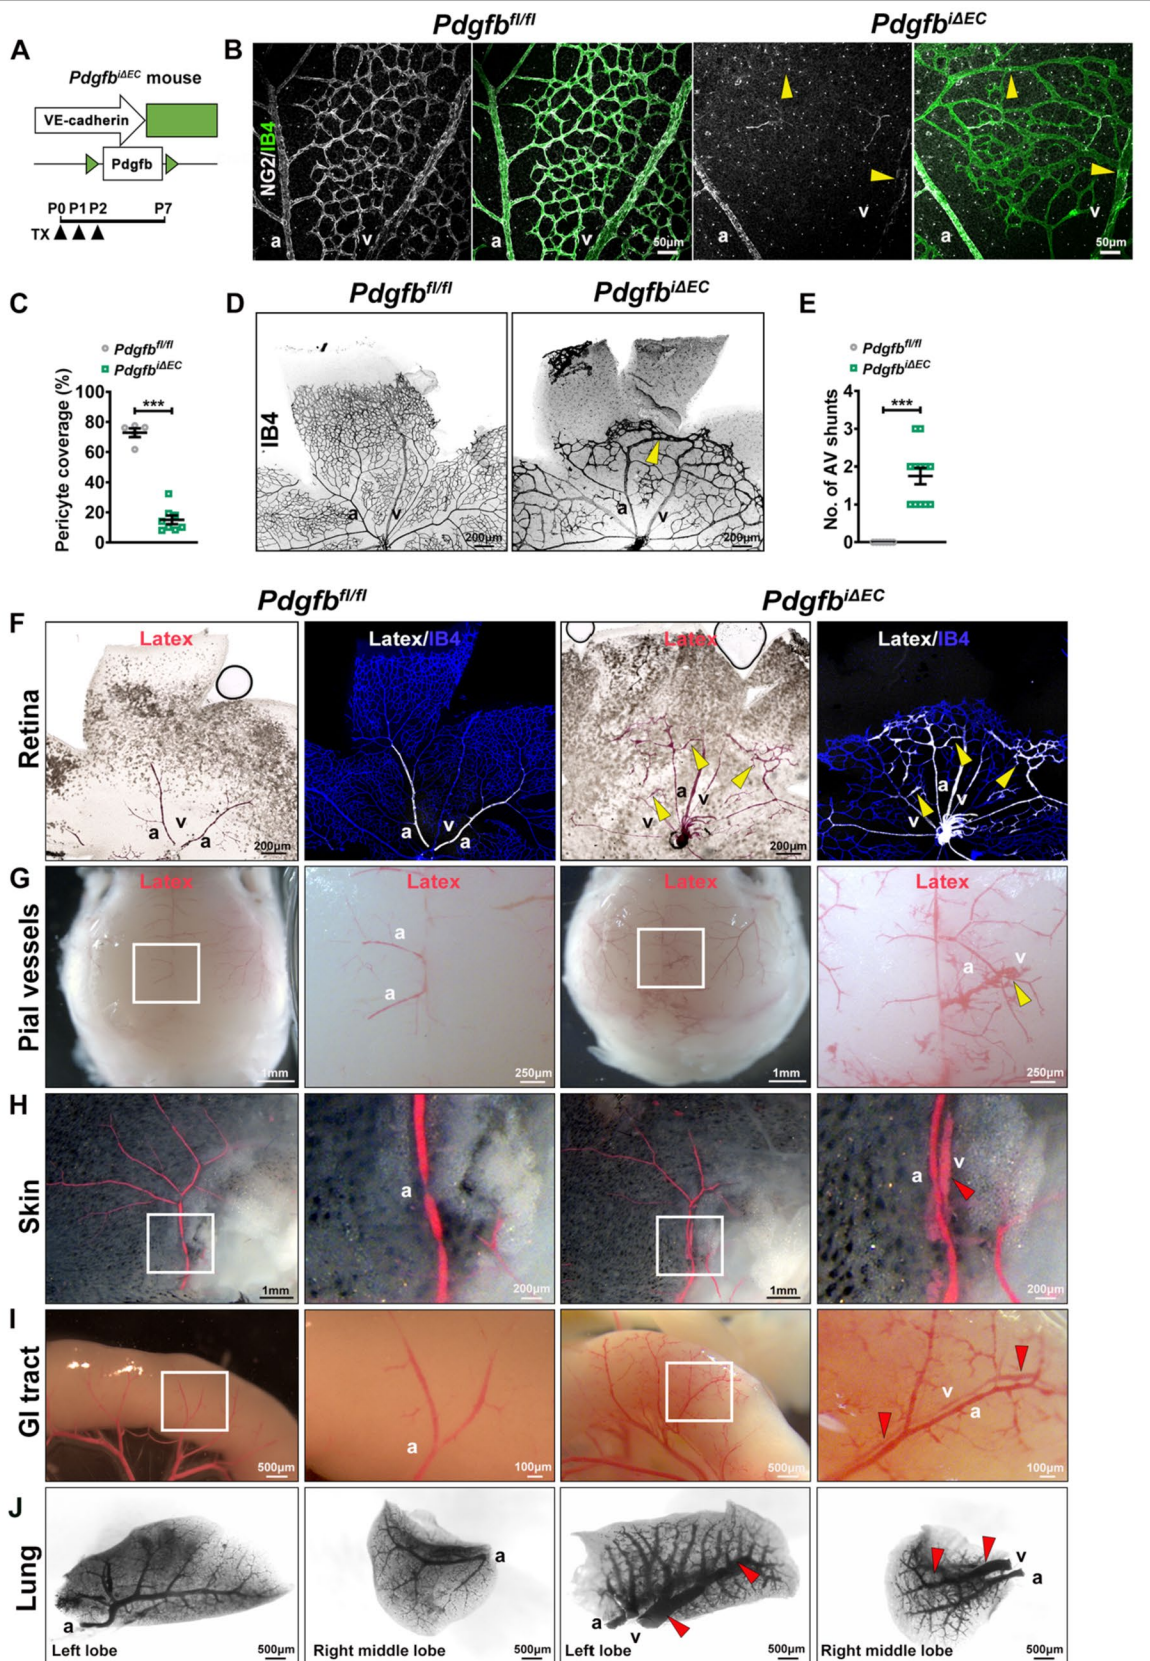 Pdgfb^fl/fl Pdgfb^iΔEC
A
Pdgfb^iΔEC mouse
VE-cadherin
Pdgfb
P0 P1 P2 P7
TX
B
NG2/IB4
a v 50µm
a v 50µm
C
Pdgfb^fl/fl
Pdgfb^iΔEC
Pericyte coverage (%)
100
80
60
40
20
0
***
D
Pdgfb^fl/fl Pdgfb^iΔEC
IB4
a v 200µm
a v 200µm
E
Pdgfb^fl/fl
Pdgfb^iΔEC
No. of AV shunts
4
3
2
1
0
***
Pdgfb^fl/fl Pdgfb^iΔEC
F
Retina
Latex Latex/IB4 Latex Latex/IB4
a v a 200µm
a v a 200µm
v a v 200µm
v a v 200µm
G
Pial vessels
Latex Latex Latex Latex
1mm
a a 250µm
1mm
a v 250µm
H
Skin
1mm
a 200µm
1mm
a v 200µm
I
GI tract
500µm
a 100µm
500µm
v a 100µm
J
Lung
a Left lobe 500µm
a Right middle lobe 500µm
a v Left lobe 500µm
v a Right middle lobe 500µm